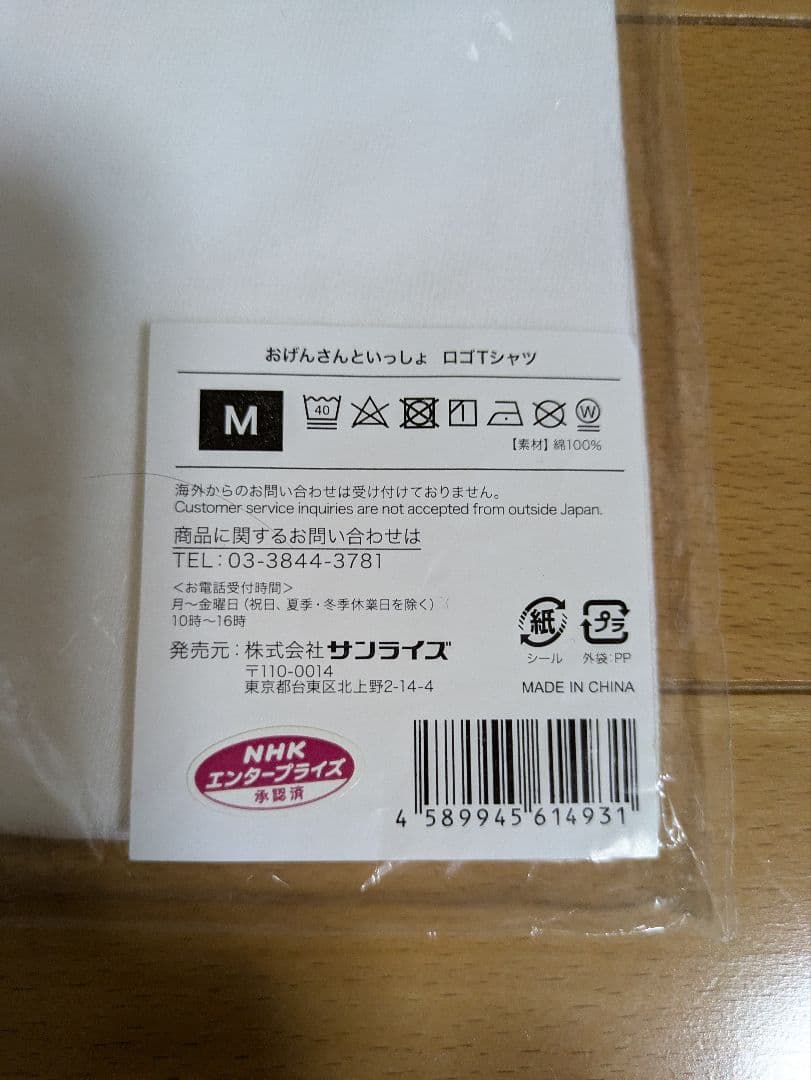 おげんさんといっしょ ロゴTシャツ
M
40
W
【素材】綿100%
海外からのお問い合わせは受け付けておりません。
Customer service inquiries are not accepted from outside Japan.
商品に関するお問い合わせは
TEL：03-3844-3781
＜お電話受付時間＞
月〜金曜日（祝日、夏季・冬季休業日を除く）
10時〜16時
発売元：株式会社サンライズ
〒110-0014
東京都台東区北上野2-14-4
紙
シール
プラ
外袋：PP
MADE IN CHINA
NHK
エンタープライズ
承認済
4 589945 614931